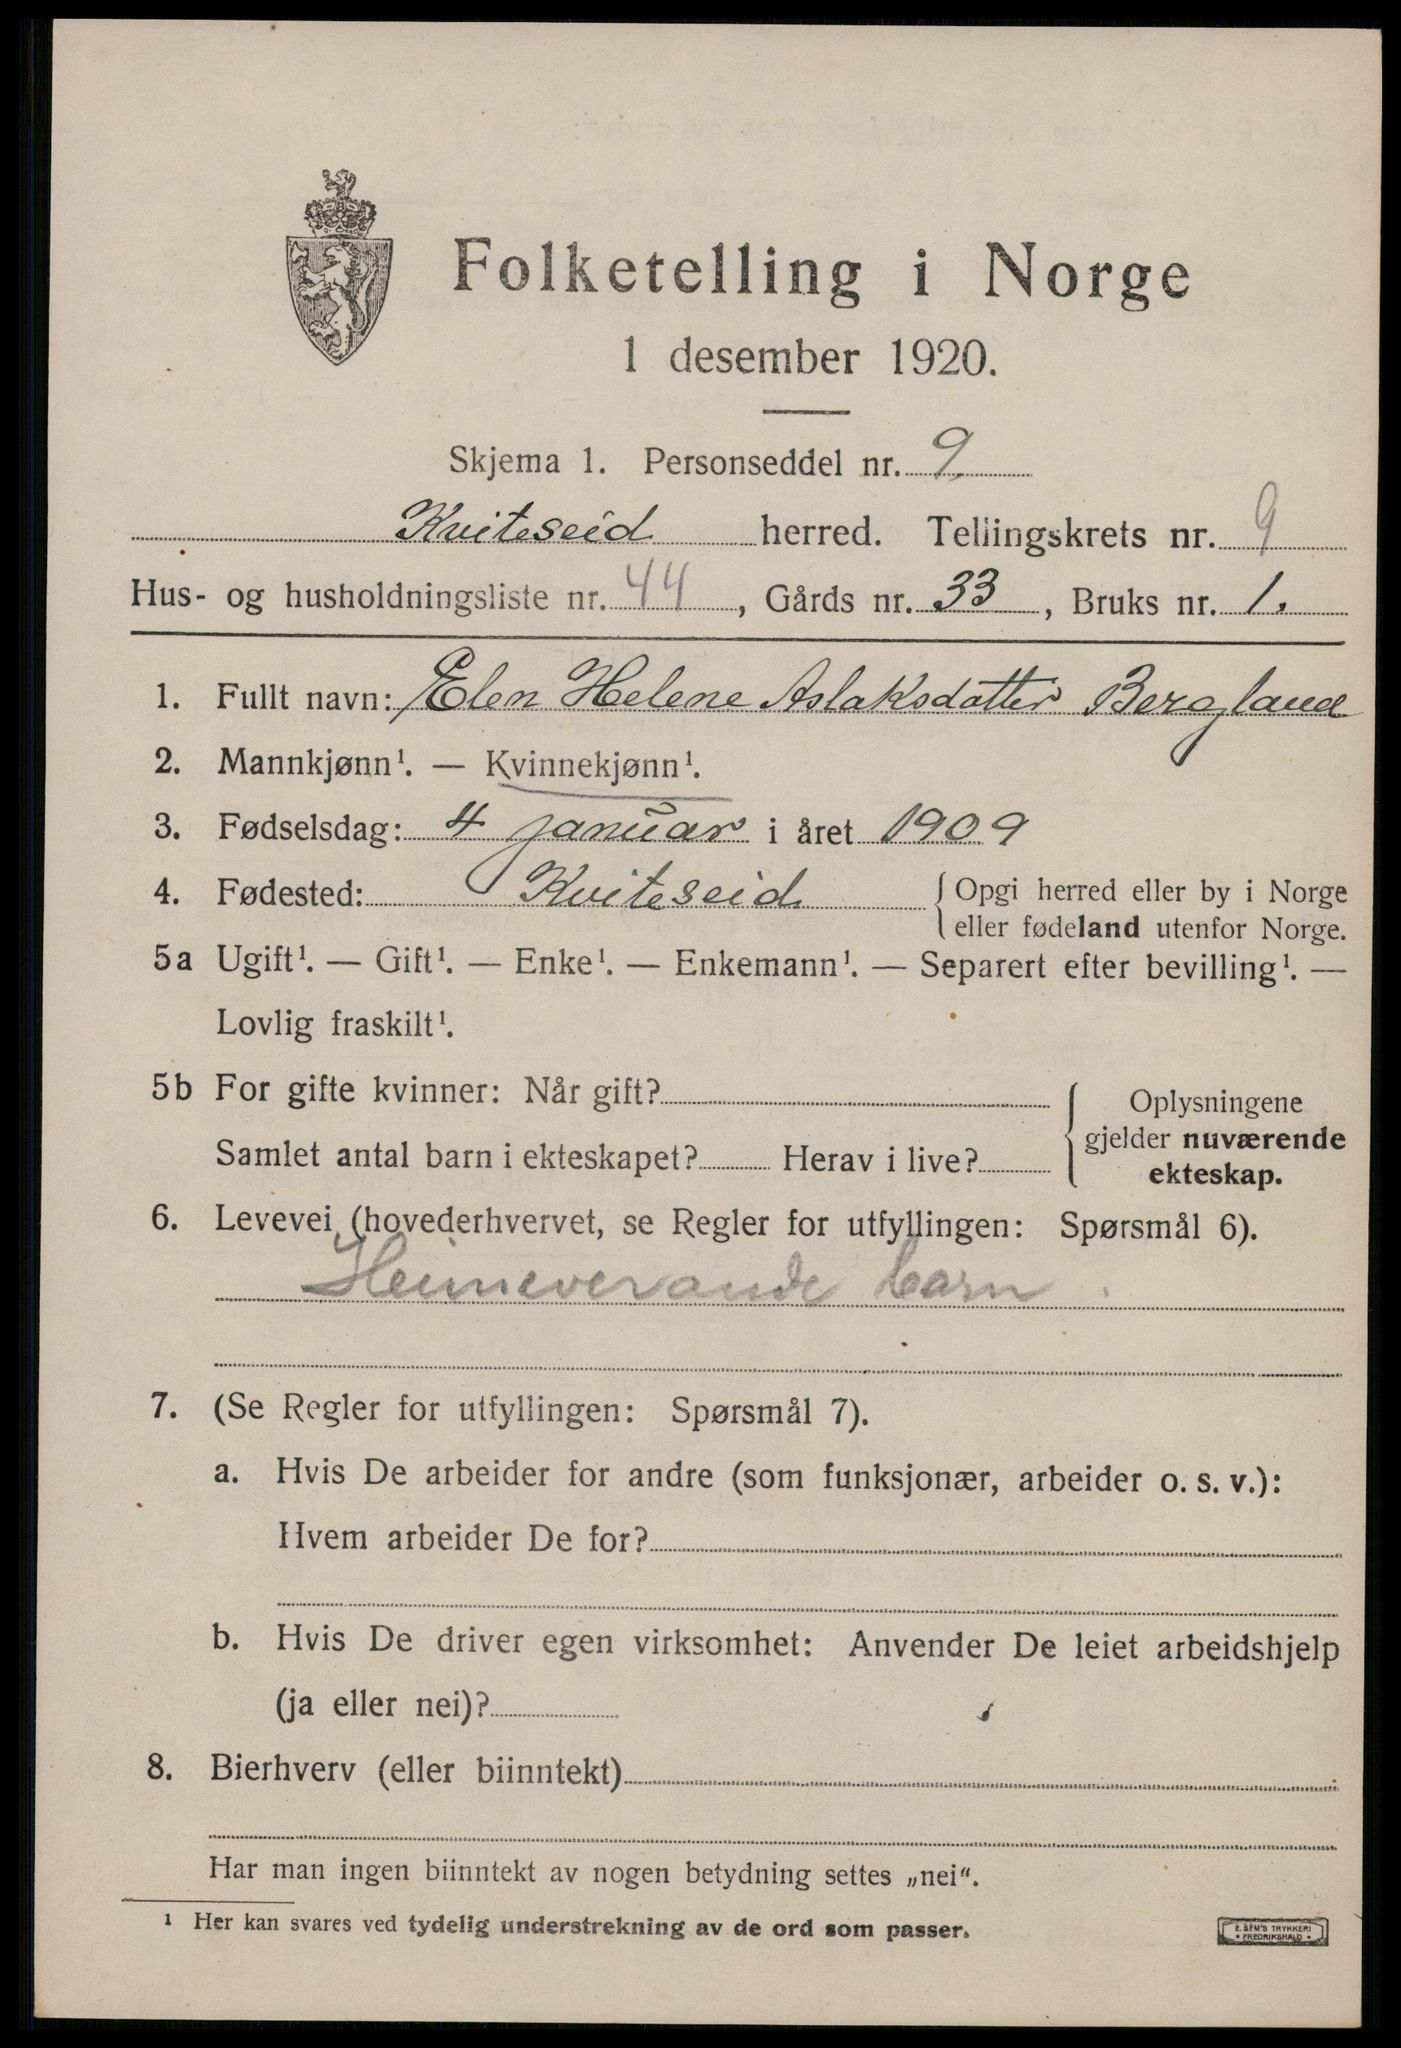 Folketelling i Norge
1 desember 1920.
Skjema 1. Personseddel nr. 9
Kviteseid herred. Tellingskrets nr. 9
Hus- og husholdningsliste nr. 44, Gårds nr. 33, Bruks nr. 1.
1. Fullt navn: Elen Helene Aslaksdotter Bergland
2. Mannkjønn¹. — Kvinnekjønn¹.
3. Fødselsdag: 4 januar i året 1909
4. Fødested: Kviteseid { Opgi herred eller by i Norge
eller fødeland utenfor Norge.
5a Ugift¹. — Gift¹. — Enke¹. — Enkemann¹. — Separert efter bevilling¹. —
Lovlig fraskilt¹.
5b For gifte kvinner: Når gift?
Samlet antal barn i ekteskapet? Herav i live?
Oplysningene
gjelder nuværende
ekteskap.
6. Levevei (hovederhvervet, se Regler for utfyllingen: Spørsmål 6).
Heimeverande barn.
7. (Se Regler for utfyllingen: Spørsmål 7).
a. Hvis De arbeider for andre (som funksjonær, arbeider o. s. v.):
Hvem arbeider De for?
b. Hvis De driver egen virksomhet: Anvender De leiet arbeidshjelp
(ja eller nei)?
8. Bierhverv (eller biinntekt)
Har man ingen biinntekt av nogen betydning settes „nei“.
¹ Her kan svares ved tydelig understrekning av de ord som passer.
E. SEM'S TRYKKERI
* FREDRIKSHALD *